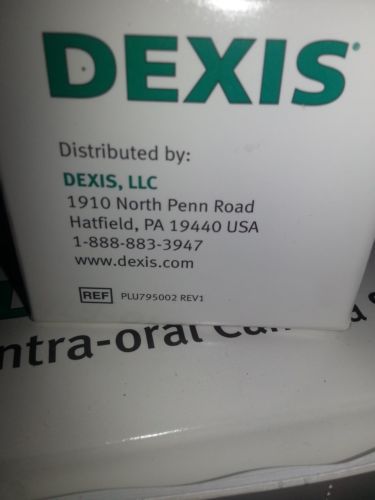 DEXIS®
Distributed by:
DEXIS, LLC
1910 North Penn Road
Hatfield, PA 19440 USA
1-888-883-3947
www.dexis.com
REF PLU795002 REV1
ntra-oral Cam